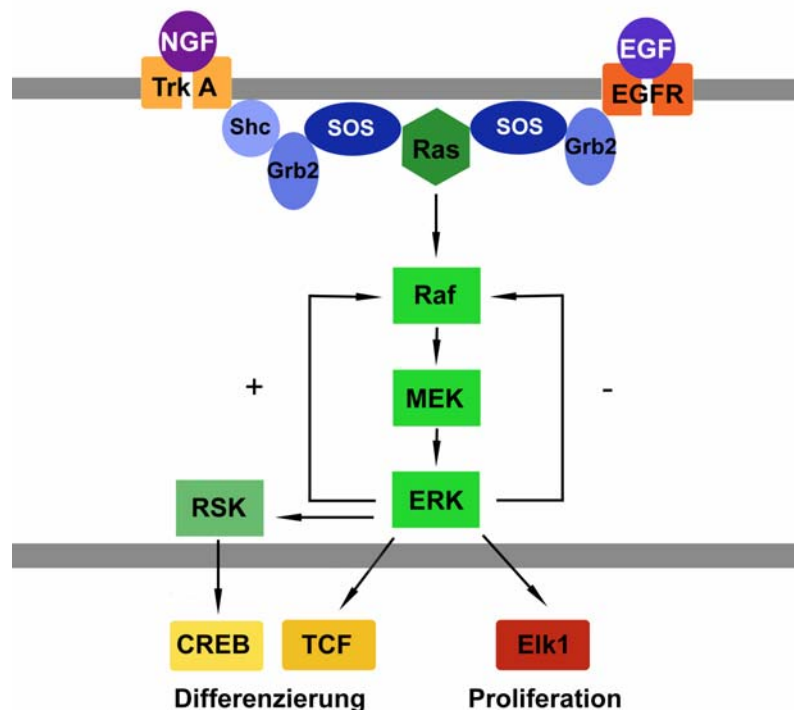 NGF
EGF
Trk A
EGFR
Shc
SOS
SOS
Grb2
Ras
Grb2
Raf
+
-
MEK
RSK
ERK
CREB
TCF
Elk1
Differenzierung
Proliferation